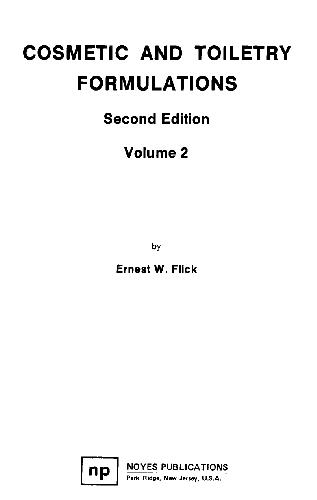 COSMETIC AND TOILETRY
FORMULATIONS
Second Edition
Volume 2
by
Ernest W. Flick
np
NOYES PUBLICATIONS
Park Ridge, New Jersey, U.S.A.